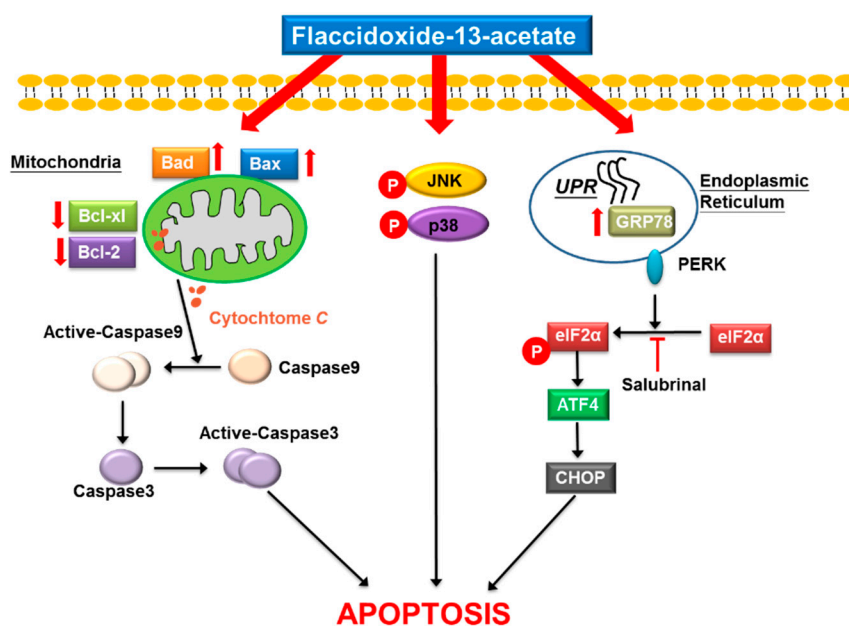 Flaccidoxide-13-acetate
Mitochondria
Bad
Bax
Bcl-xl
Bcl-2
Cytochtome C
Active-Caspase9
Caspase9
Active-Caspase3
Caspase3
P
JNK
P
p38
UPR
GRP78
Endoplasmic
Reticulum
PERK
eIF2α
P
eIF2α
Salubrinal
ATF4
CHOP
APOPTOSIS